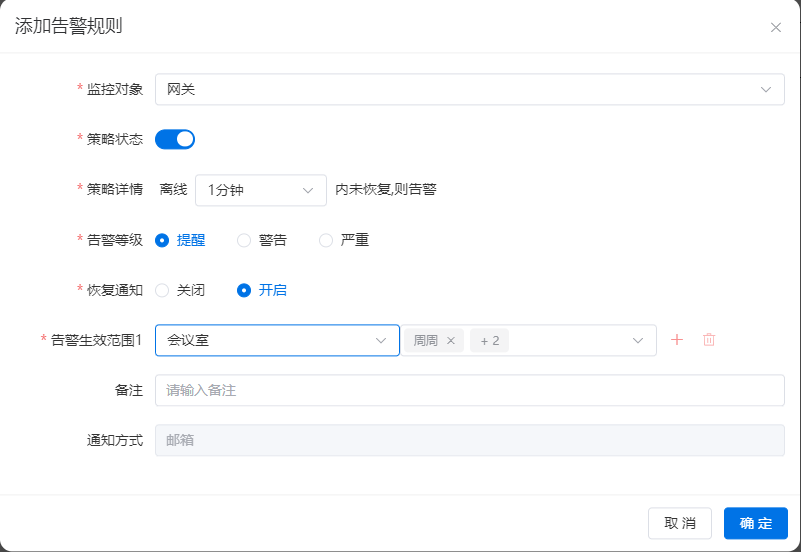 添加告警规则
* 监控对象 网关
* 策略状态
* 策略详情 离线 1分钟 内未恢复,则告警
* 告警等级 提醒 警告 严重
* 恢复通知 关闭 开启
* 告警生效范围1 会议室 周周 + 2
备注 请输入备注
通知方式 邮箱
取 消 确 定